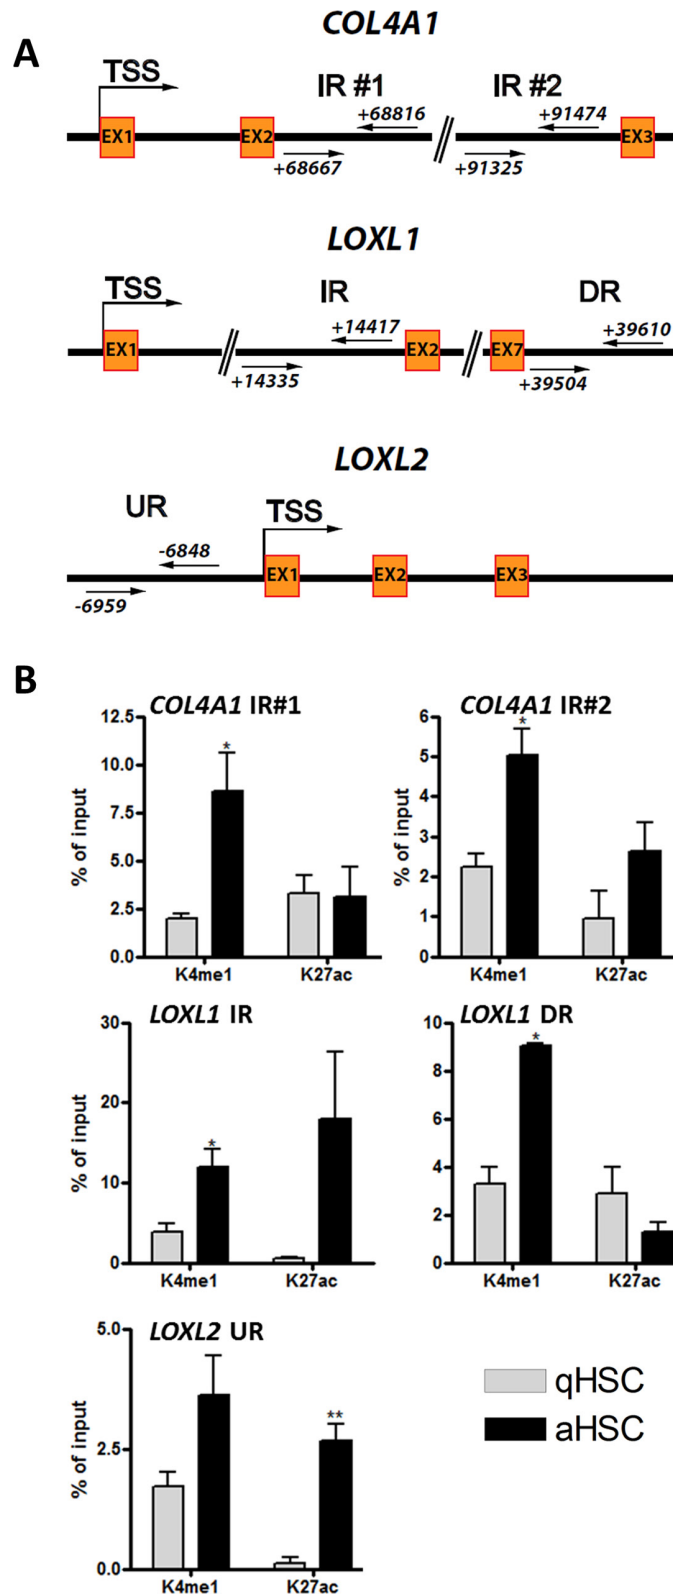 COL4A1
A
TSS
IR #1
IR #2
+68816
+91474
EX1
EX2
EX3
+68667
+91325
LOXL1
TSS
IR
DR
+14417
+39610
EX1
EX2
EX7
+14335
+39504
LOXL2
UR
TSS
-6848
EX1
EX2
EX3
-6959
B
COL4A1 IR#1
12.5
10.0
7.5
5.0
2.5
0.0
% of input
*
K4me1
K27ac
COL4A1 IR#2
6
5
4
3
2
1
0
% of input
*
K4me1
K27ac
LOXL1 IR
30
20
10
0
% of input
*
K4me1
K27ac
LOXL1 DR
10
8
6
4
2
0
*
K4me1
K27ac
LOXL2 UR
5.0
2.5
0.0
% of input
**
K4me1
K27ac
qHSC
aHSC